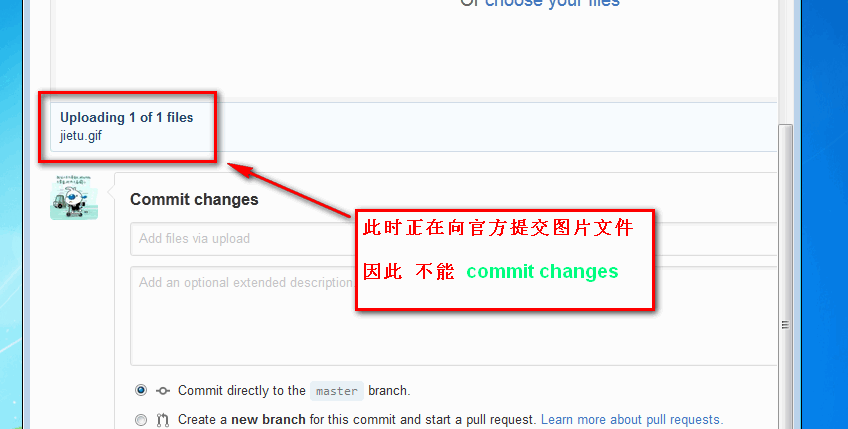 Or choose your files
Uploading 1 of 1 files
jietu.gif
Commit changes
Add files via upload
此时正在向官方提交图片文件
因此 不能 commit changes
Add an optional extended description
Commit directly to the master branch.
Create a new branch for this commit and start a pull request. Learn more about pull requests.